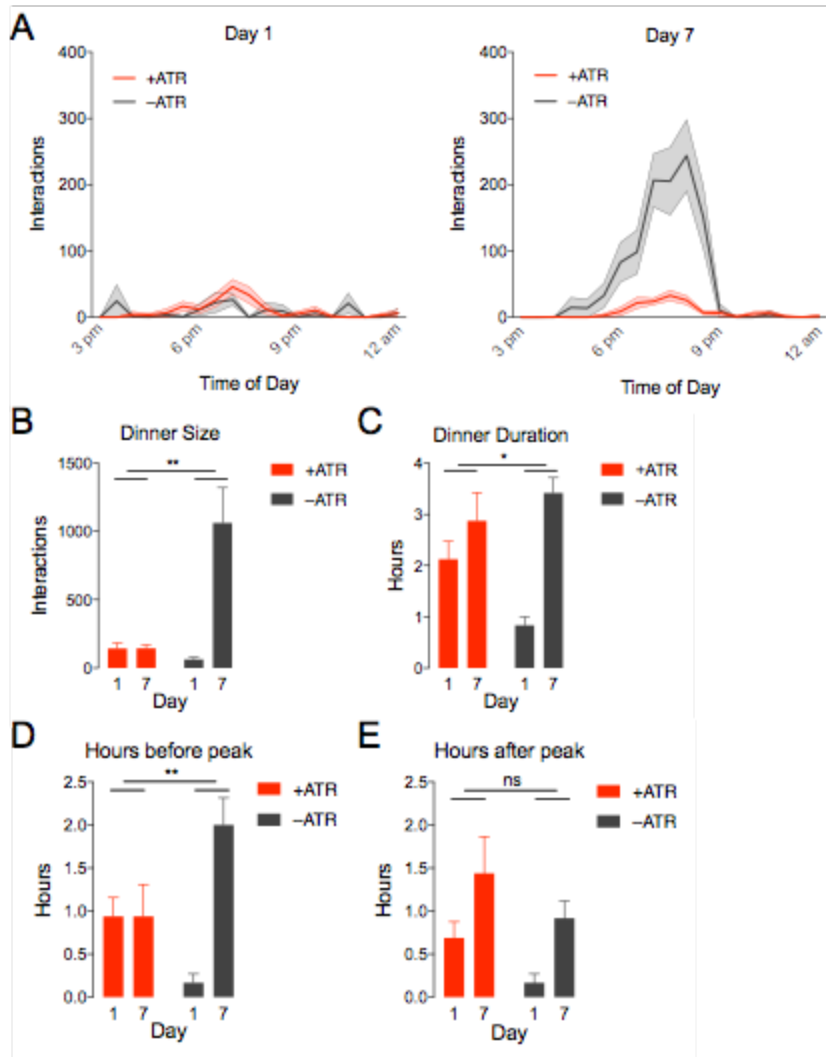 A
Day 1
Day 7
400
300
200
100
0
Interactions
+ATR
–ATR
3 pm
6 pm
9 pm
12 am
Time of Day
400
300
200
100
0
Interactions
+ATR
–ATR
3 pm
6 pm
9 pm
12 am
Time of Day
B
Dinner Size
1500
1000
500
0
Interactions
**
+ATR
–ATR
1 7 1 7
Day
C
Dinner Duration
4
3
2
1
0
Hours
*
+ATR
–ATR
1 7 1 7
Day
D
Hours before peak
2.5
2.0
1.5
1.0
0.5
0.0
Hours
**
+ATR
–ATR
1 7 1 7
Day
E
Hours after peak
2.5
2.0
1.5
1.0
0.5
0.0
Hours
ns
+ATR
–ATR
1 7 1 7
Day